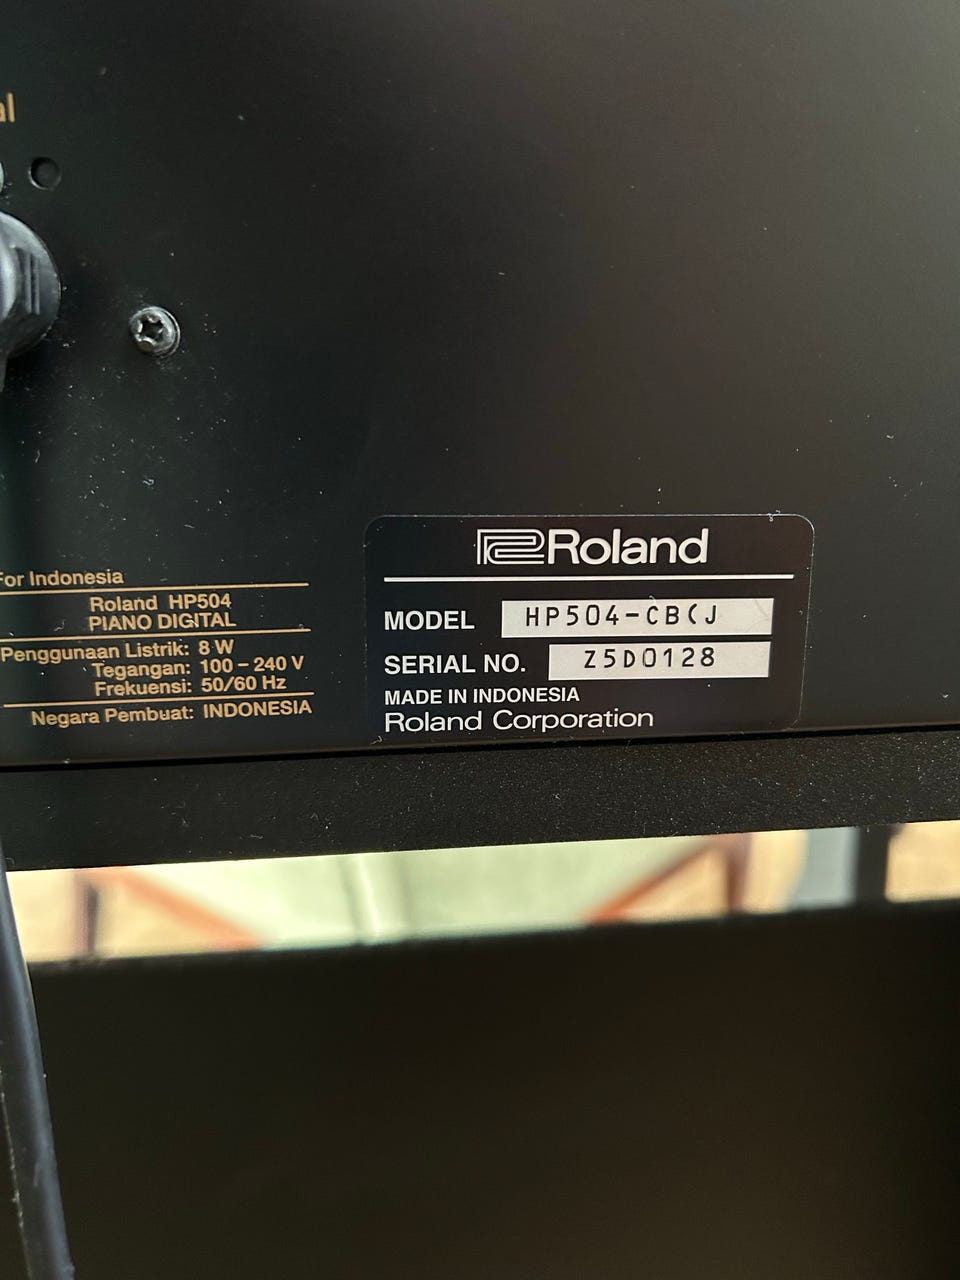 al
For Indonesia
Roland HP504
PIANO DIGITAL
Penggunaan Listrik: 8 W
Tegangan: 100 – 240 V
Frekuensi: 50/60 Hz
Negara Pembuat: INDONESIA
Roland
MODEL HP504-CB(J
SERIAL NO. Z5D0128
MADE IN INDONESIA
Roland Corporation